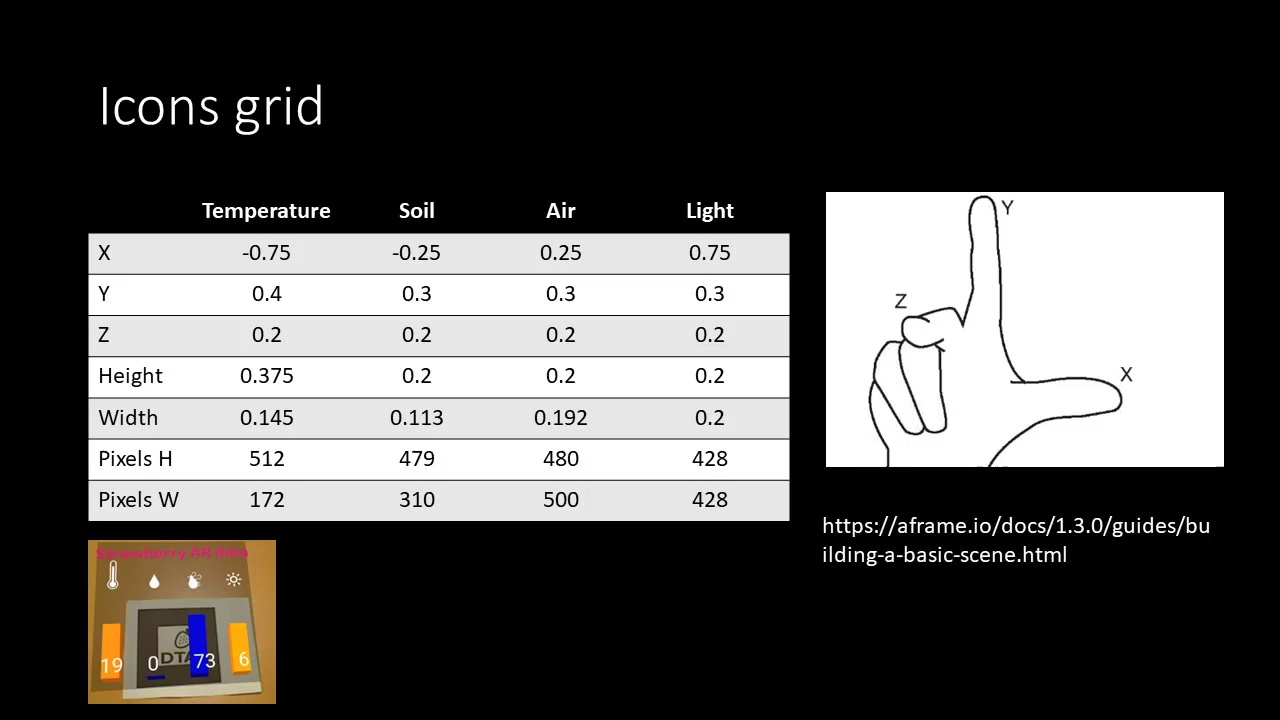 Icons grid
Temperature Soil Air Light
X -0.75 -0.25 0.25 0.75
Y 0.4 0.3 0.3 0.3
Z 0.2 0.2 0.2 0.2
Height 0.375 0.2 0.2 0.2
Width 0.145 0.113 0.192 0.2
Pixels H 512 479 480 428
Pixels W 172 310 500 428
Y
Z
X
https://aframe.io/docs/1.3.0/guides/bu
ilding-a-basic-scene.html
Strawberry AR data
19 0 73 6